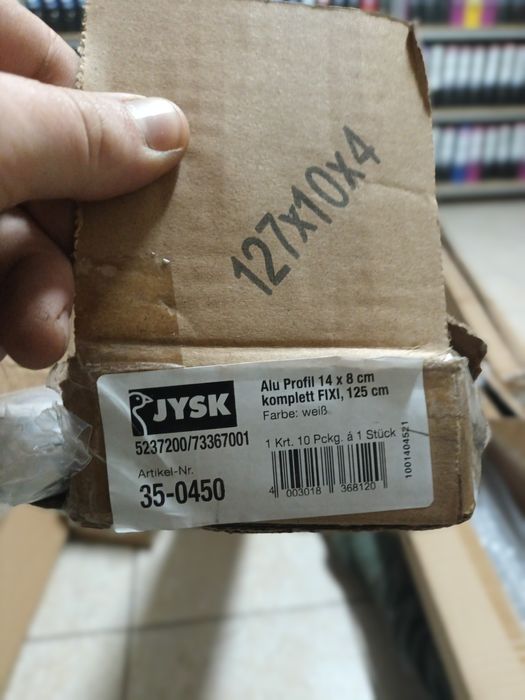 127x10x4
JYSK
5237200/73367001
Artikel-Nr.
35-0450
Alu Profil 14 x 8 cm
komplett FIXI, 125 cm
Farbe: weiß
1 Krt. 10 Pckg. á 1 Stück
4 003018 368120
1001404521